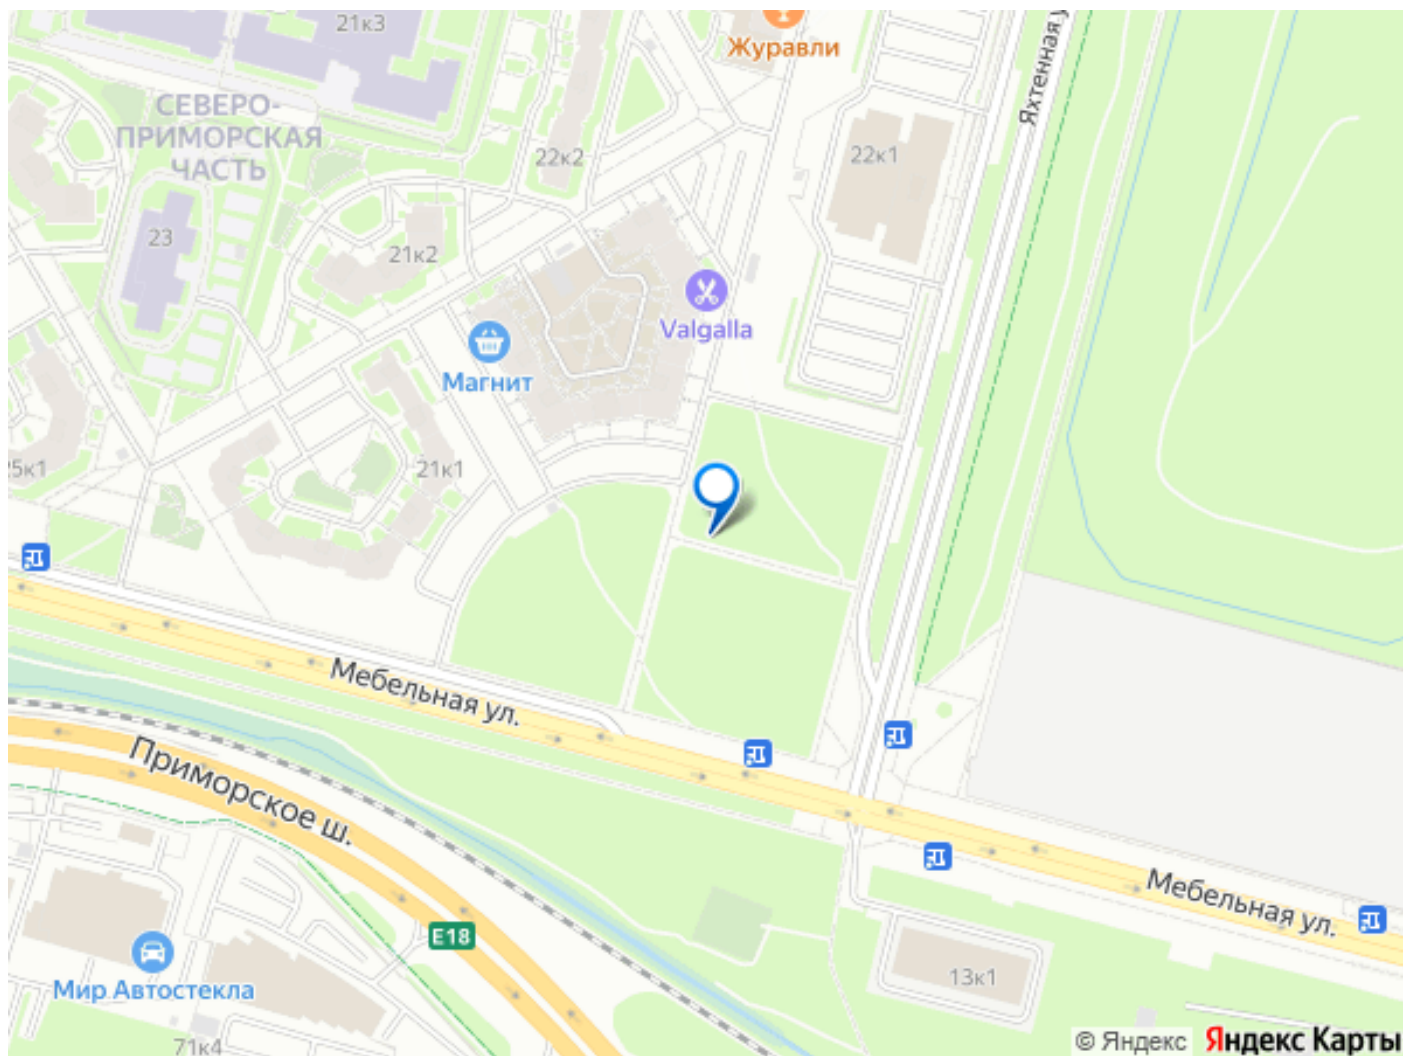 21к3
Журавли
Яхтенная у
СЕВЕРО-
ПРИМОРСКАЯ
ЧАСТЬ
22к2
22к1
23
21к2
Valgalla
Магнит
25к1
21к1
Мебельная ул.
Приморское ш.
Мебельная ул.
E18
13к1
Мир Автостекла
71к4
© Яндекс Яндекс Карты